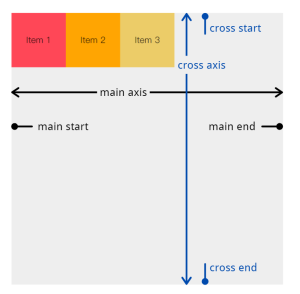 Item 1 Item 2 Item 3
cross start
cross axis
main axis
main start main end
cross end